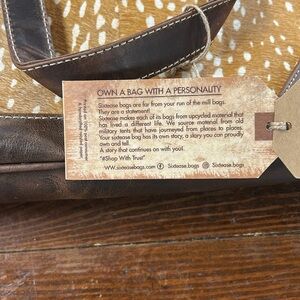 OWN A BAG WITH A PERSONALITY
Sixtease bags are far from your run of the mill bags.
They are a statement!
Sixtease makes each of its bags from upcycled material that
has lived a different life. We source material from old
military tents that have journeyed from places to places.
Your sixtease bag has its own story, a story you can proudly
own and tell.
A story that continues on with you!
"#Shop With Trust"
WW.sixteasebags.com Sixtease.bags Sixtease.bags